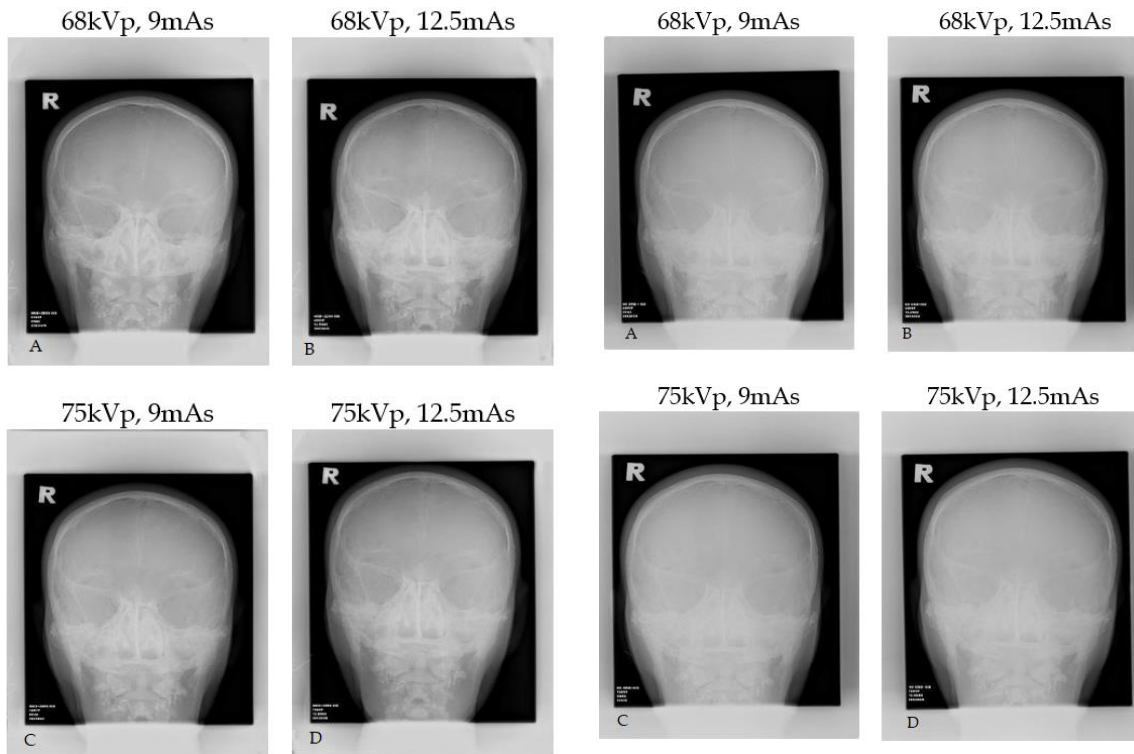 68kVp, 9mAs
68kVp, 12.5mAs
68kVp, 9mAs
68kVp, 12.5mAs
R
R
R
R
A
B
A
B
75kVp, 9mAs
75kVp, 12.5mAs
75kVp, 9mAs
75kVp, 12.5mAs
R
R
R
R
C
D
C
D